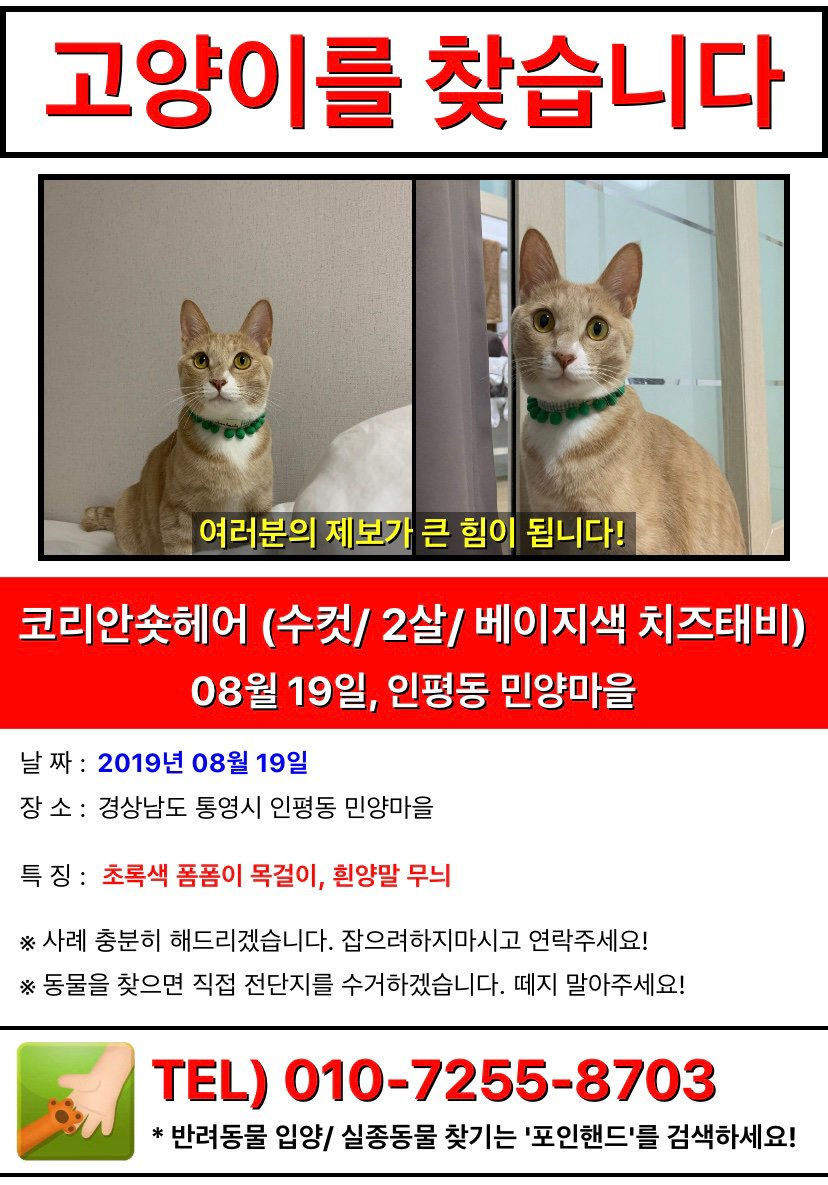 고양이를 찾습니다
여러분의 제보가 큰 힘이 됩니다!
코리안숏헤어 (수컷/ 2살/ 베이지색 치즈태비)
08월 19일, 인평동 민양마을
날 짜 : 2019년 08월 19일
장 소 : 경상남도 통영시 인평동 민양마을
특 징 : 초록색 폼폼이 목걸이, 흰양말 무늬
※ 사례 충분히 해드리겠습니다. 잡으려하지마시고 연락주세요!
※ 동물을 찾으면 직접 전단지를 수거하겠습니다. 떼지 말아주세요!
TEL) 010-7255-8703
* 반려동물 입양/ 실종동물 찾기는 '포인핸드'를 검색하세요!